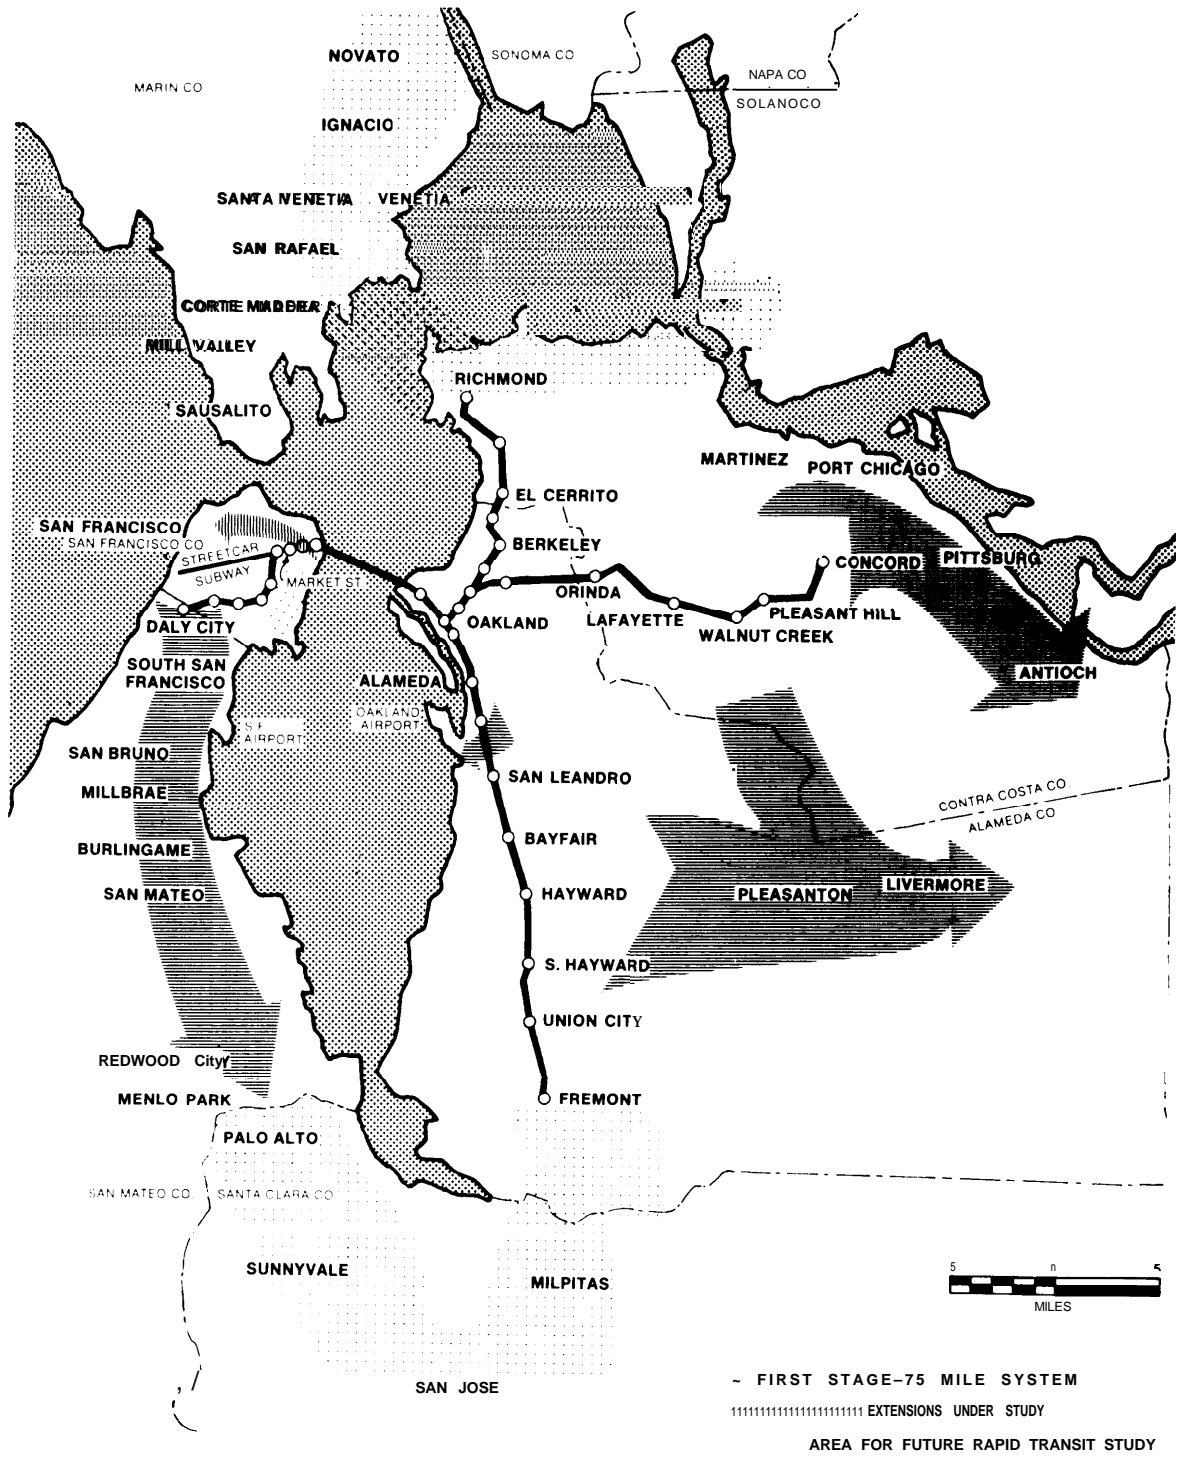 NOVATO
SONOMA CO
NAPA CO
SOLANOCO
MARIN CO
IGNACIO
SANTA VENETIA VENETIA
SAN RAFAEL
CORTE MADERA
MILL VALLEY
RICHMOND
SAUSALITO
MARTINEZ
PORT CHICAGO
EL CERRITO
SAN FRANCISCO
SAN FRANCISCO CO
STREETCAR
SUBWAY
MARKET ST
BERKELEY
CONCORD
PITTSBURG
ORINDA
LAFAYETTE
PLEASANT HILL
WALNUT CREEK
DALY CITY
OAKLAND
SOUTH SAN
FRANCISCO
ALAMEDA
ANTIOCH
OAKLAND
AIRPORT
S F
AIRPORT
SAN BRUNO
SAN LEANDRO
MILLBRAE
CONTRA COSTA CO
ALAMEDA CO
BURLINGAME
BAYFAIR
SAN MATEO
HAYWARD
PLEASANTON
LIVERMORE
S. HAYWARD
UNION CITY
REDWOOD City
MENLO PARK
FREMONT
PALO ALTO
SAN MATEO CO
SANTA CLARA CO
SUNNYVALE
MILPITAS
5 n 5
MILES
SAN JOSE
~ FIRST STAGE–75 MILE SYSTEM
11111111111111111111111 EXTENSIONS UNDER STUDY
AREA FOR FUTURE RAPID TRANSIT STUDY